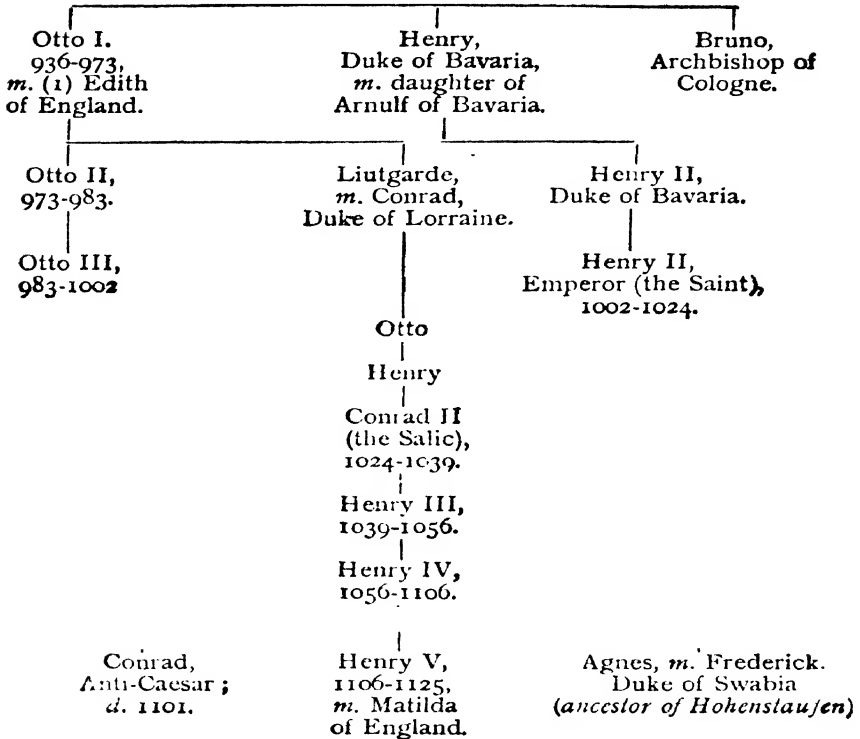 Otto I.
936-973,
m. (1) Edith
of England.
Henry,
Duke of Bavaria,
m. daughter of
Arnulf of Bavaria.
Bruno,
Archbishop of
Cologne.
Otto II,
973-983.
Liutgarde,
m. Conrad,
Duke of Lorraine.
Henry II,
Duke of Bavaria.
Otto III,
983-1002
Henry II,
Emperor (the Saint),
1002-1024.
Otto
Henry
Conrad II
(the Salic),
1024-1039.
Henry III,
1039-1056.
Henry IV,
1056-1106.
Conrad,
Anti-Caesar;
d. 1101.
Henry V,
1106-1125,
m. Matilda
of England.
Agnes, m. Frederick.
Duke of Swabia
(ancestor of Hohenstaufen)